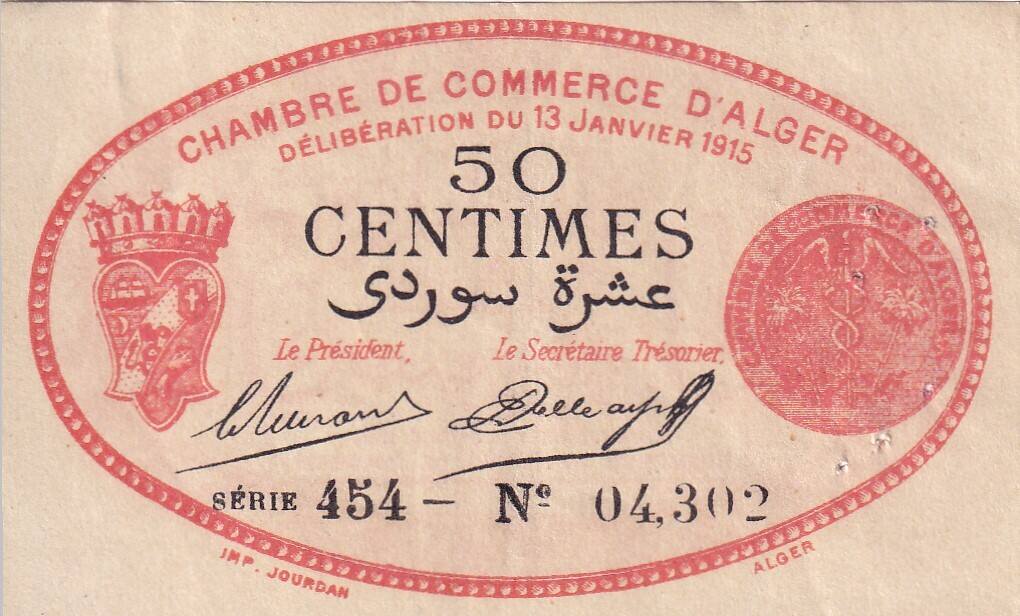 CHAMBRE DE COMMERCE D'ALGER
DÉLIBÉRATION DU 13 JANVIER 1915
50
CENTIMES
عشرة سوردى
Le Président,
Le Secrétaire Trésorier,
SÉRIE 454 – Nº 04,302
IMP. JOURDAN
ALGER